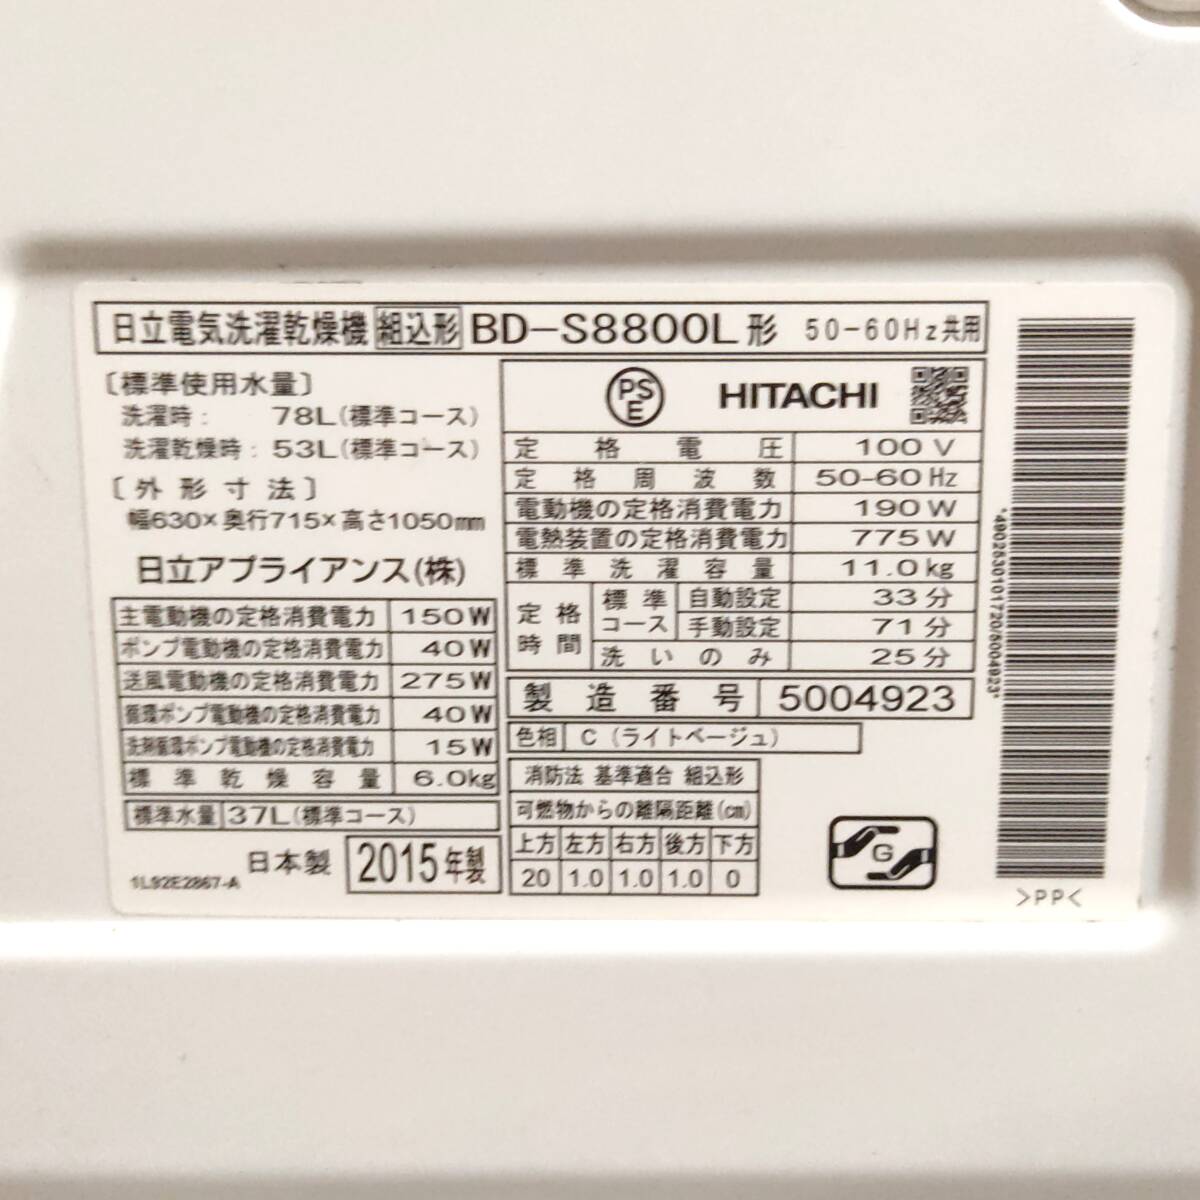 日立電気洗濯乾燥機 組込形 BD-S8800L形 50-60Hz共用
〔標準使用水量〕
洗濯時: 78L(標準コース)
洗濯乾燥時: 53L(標準コース)
〔外形寸法〕
幅630×奥行715×高さ1050mm
日立アプライアンス(株)
主電動機の定格消費電力 150W
ポンプ電動機の定格消費電力 40W
送風電動機の定格消費電力 275W
循環ポンプ電動機の定格消費電力 40W
洗剤循環ポンプ電動機の定格消費電力 15W
標準乾燥容量 6.0kg
標準水量 37L(標準コース)
日本製 2015年製
1L92E2867-A
PSE HITACHI
定格電圧 100V
定格周波数 50-60Hz
電動機の定格消費電力 190W
電熱装置の定格消費電力 775W
標準洗濯容量 11.0kg
定格時間 標準コース 自動設定 33分
手動設定 71分
洗いのみ 25分
製造番号 5004923
色相 C(ライトベージュ)
消防法 基準適合 組込形
可燃物からの離隔距離(cm)
上方 左方 右方 後方 下方
20 1.0 1.0 1.0 0
G
*4902530101720/5004923*
>PP<